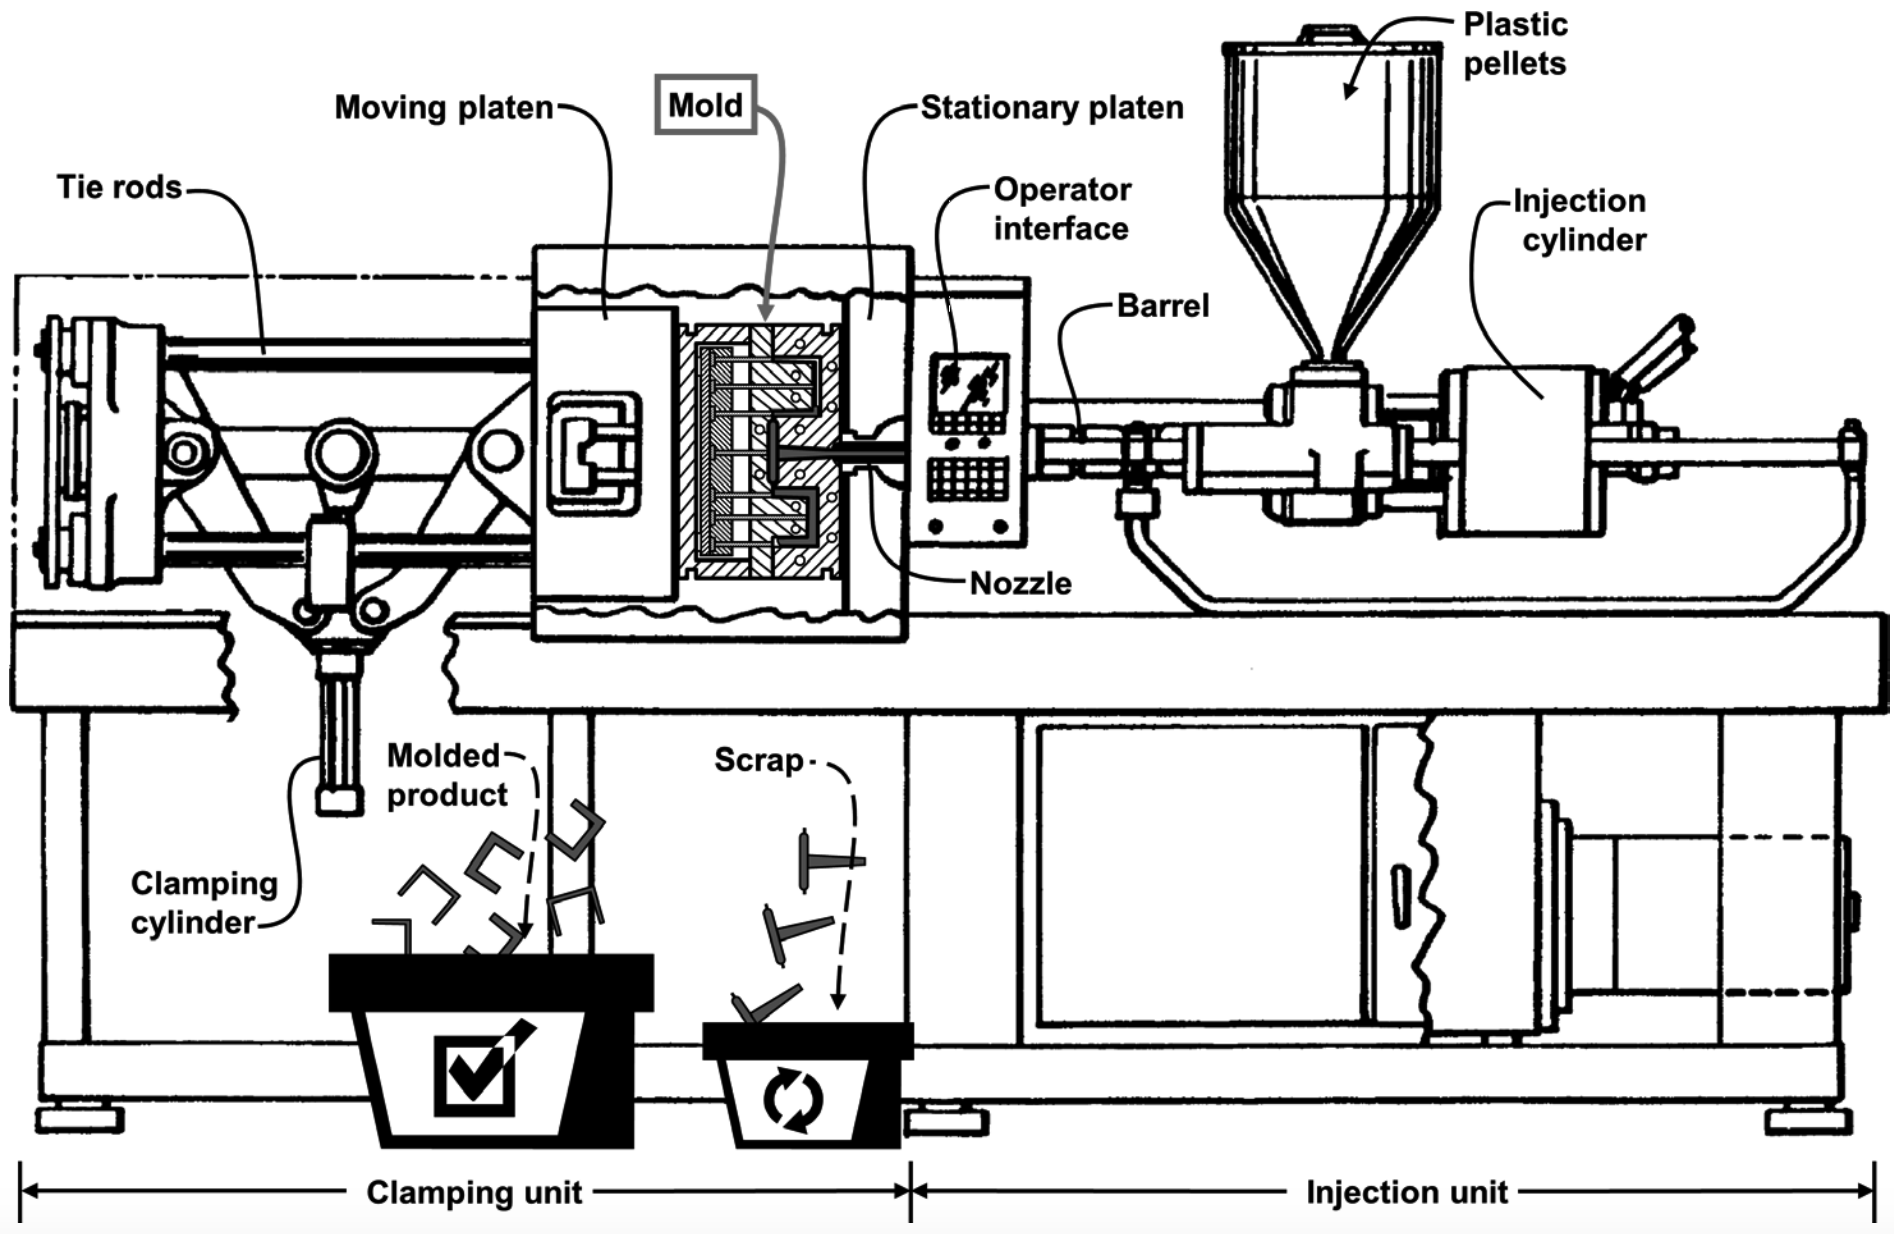 Plastic
pellets
Mold
Moving platen
Stationary platen
Tie rods
Operator
interface
Injection
cylinder
Barrel
Nozzle
Molded
product
Scrap
Clamping
cylinder
Clamping unit
Injection unit